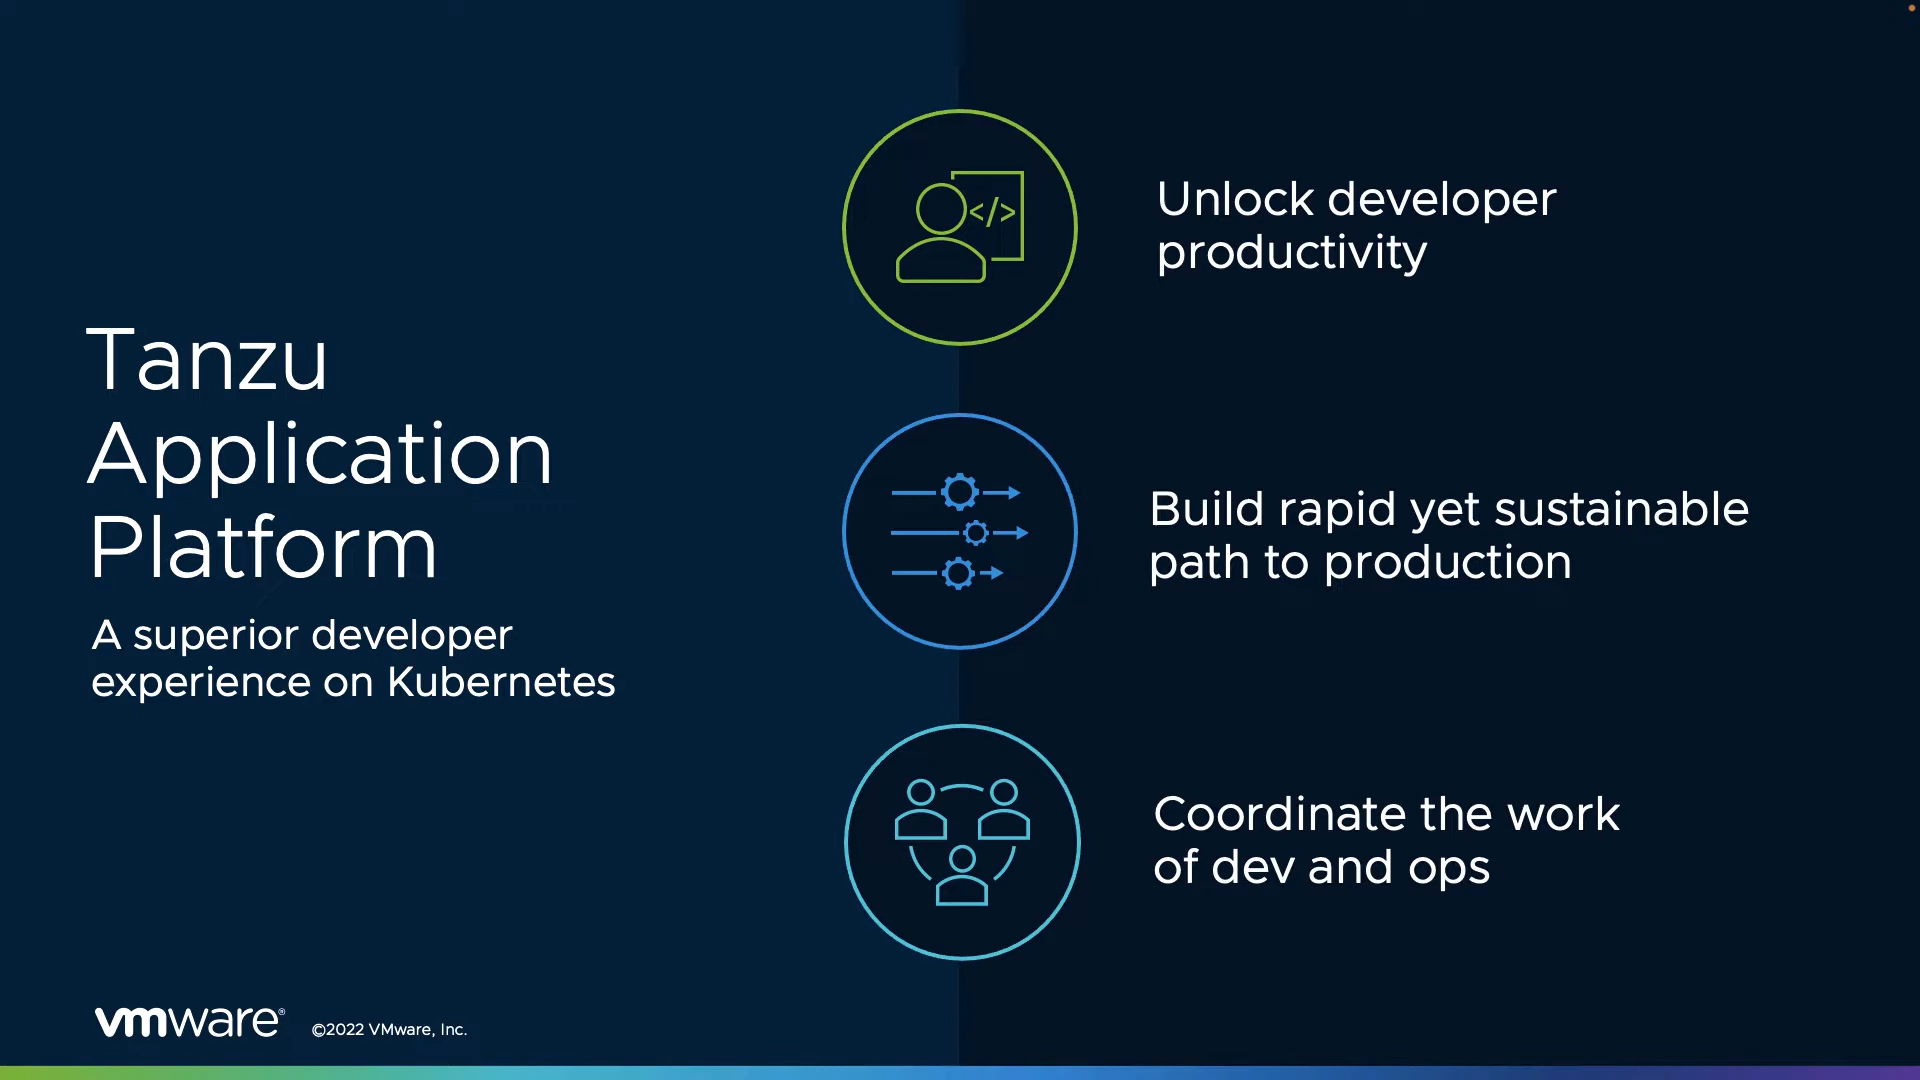 Tanzu
Application
Platform
A superior developer
experience on Kubernetes
</>
Unlock developer
productivity
Build rapid yet sustainable
path to production
Coordinate the work
of dev and ops
vmware®
©2022 VMware, Inc.